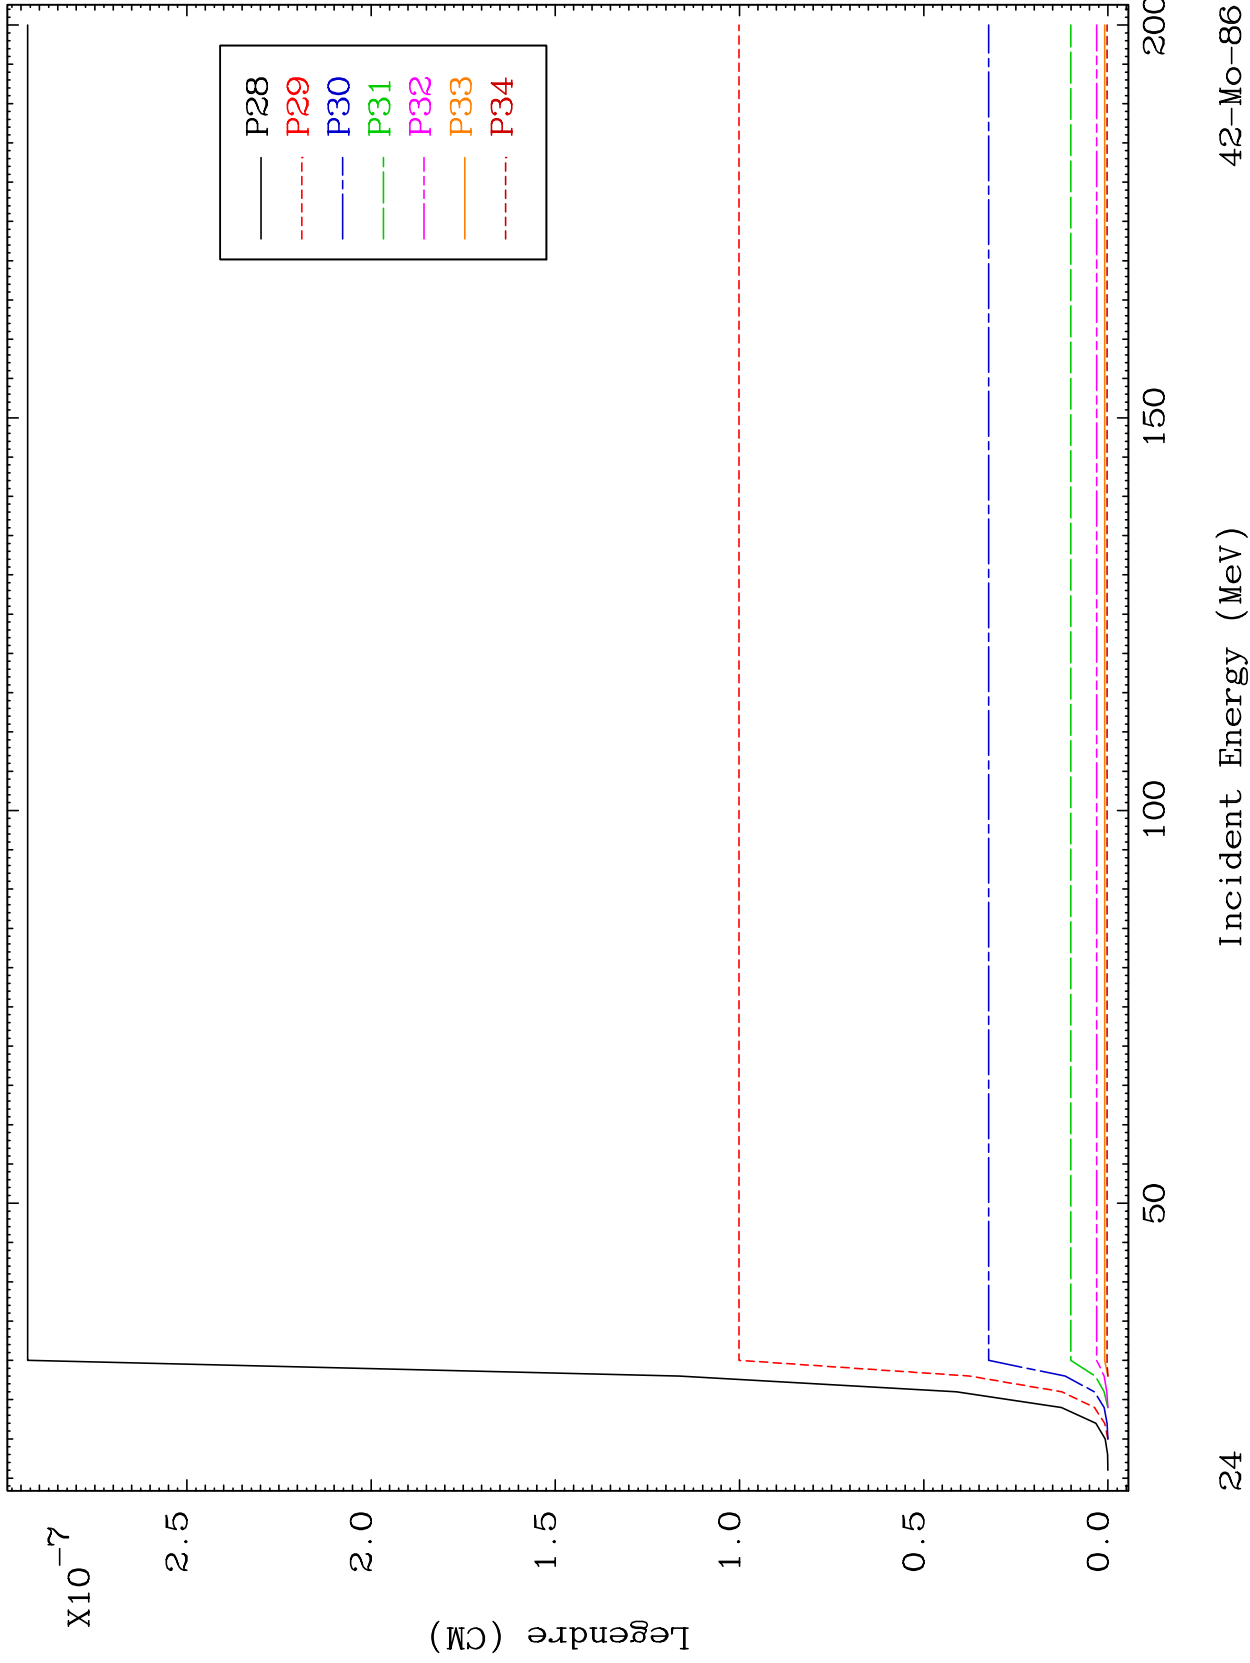 X10-7
2.5
2.0
1.5
1.0
0.5
0.0
Legendre (CM)
P28
P29
P30
P31
P32
P33
P34
50
100
150
200
Incident Energy (MeV)
24
42-Mo-86